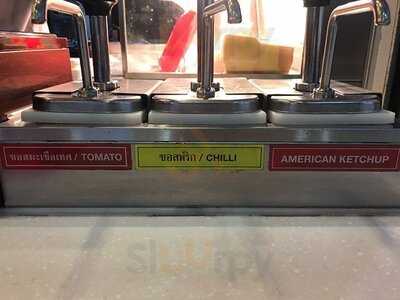 ซอสมะเขือเทศ / TOMATO
ซอสพริก / CHILLI
AMERICAN KETCHUP
Sluurpy